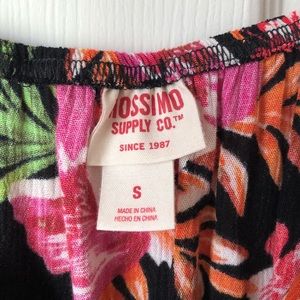 MOSSIMO
SUPPLY CO.™
SINCE 1987
S
MADE IN CHINA
HECHO EN CHINA